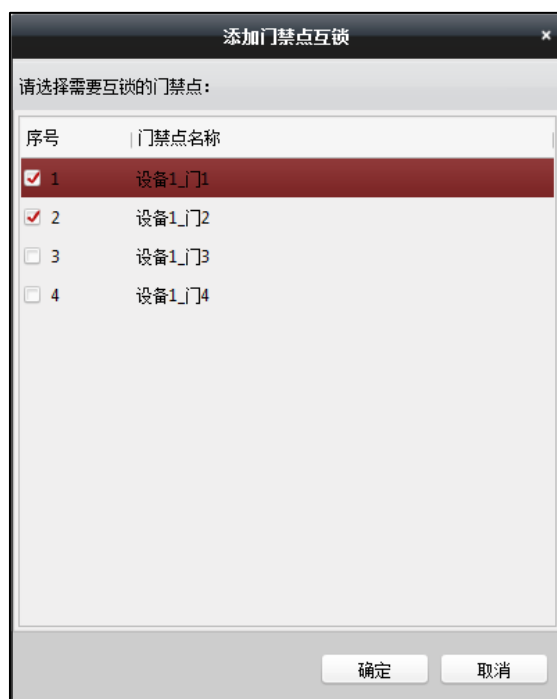 添加门禁点互锁
请选择需要互锁的门禁点：
序号 门禁点名称
1 设备1_门1
2 设备1_门2
3 设备1_门3
4 设备1_门4
确定 取消